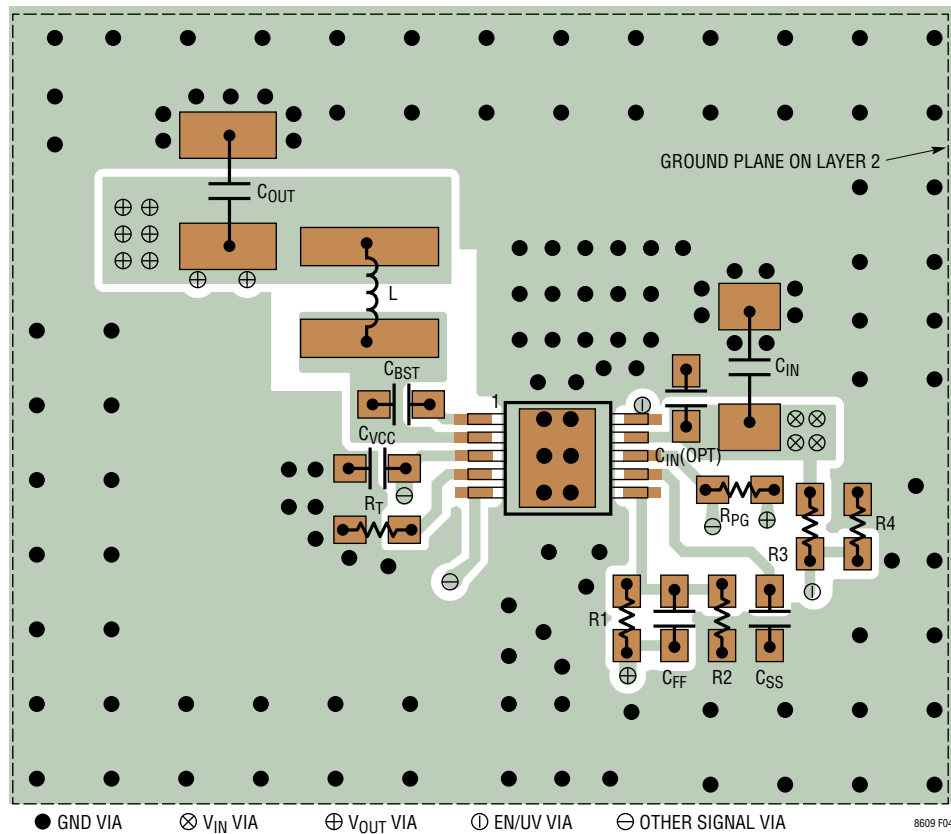 GROUND PLANE ON LAYER 2
COUT
L
CBST
1
CIN
CVCC
CIN(OPT)
RT
RPG
R3
R4
R1
CFF
R2
CSS
GND VIA
VIN VIA
VOUT VIA
EN/UV VIA
OTHER SIGNAL VIA
8609 F04